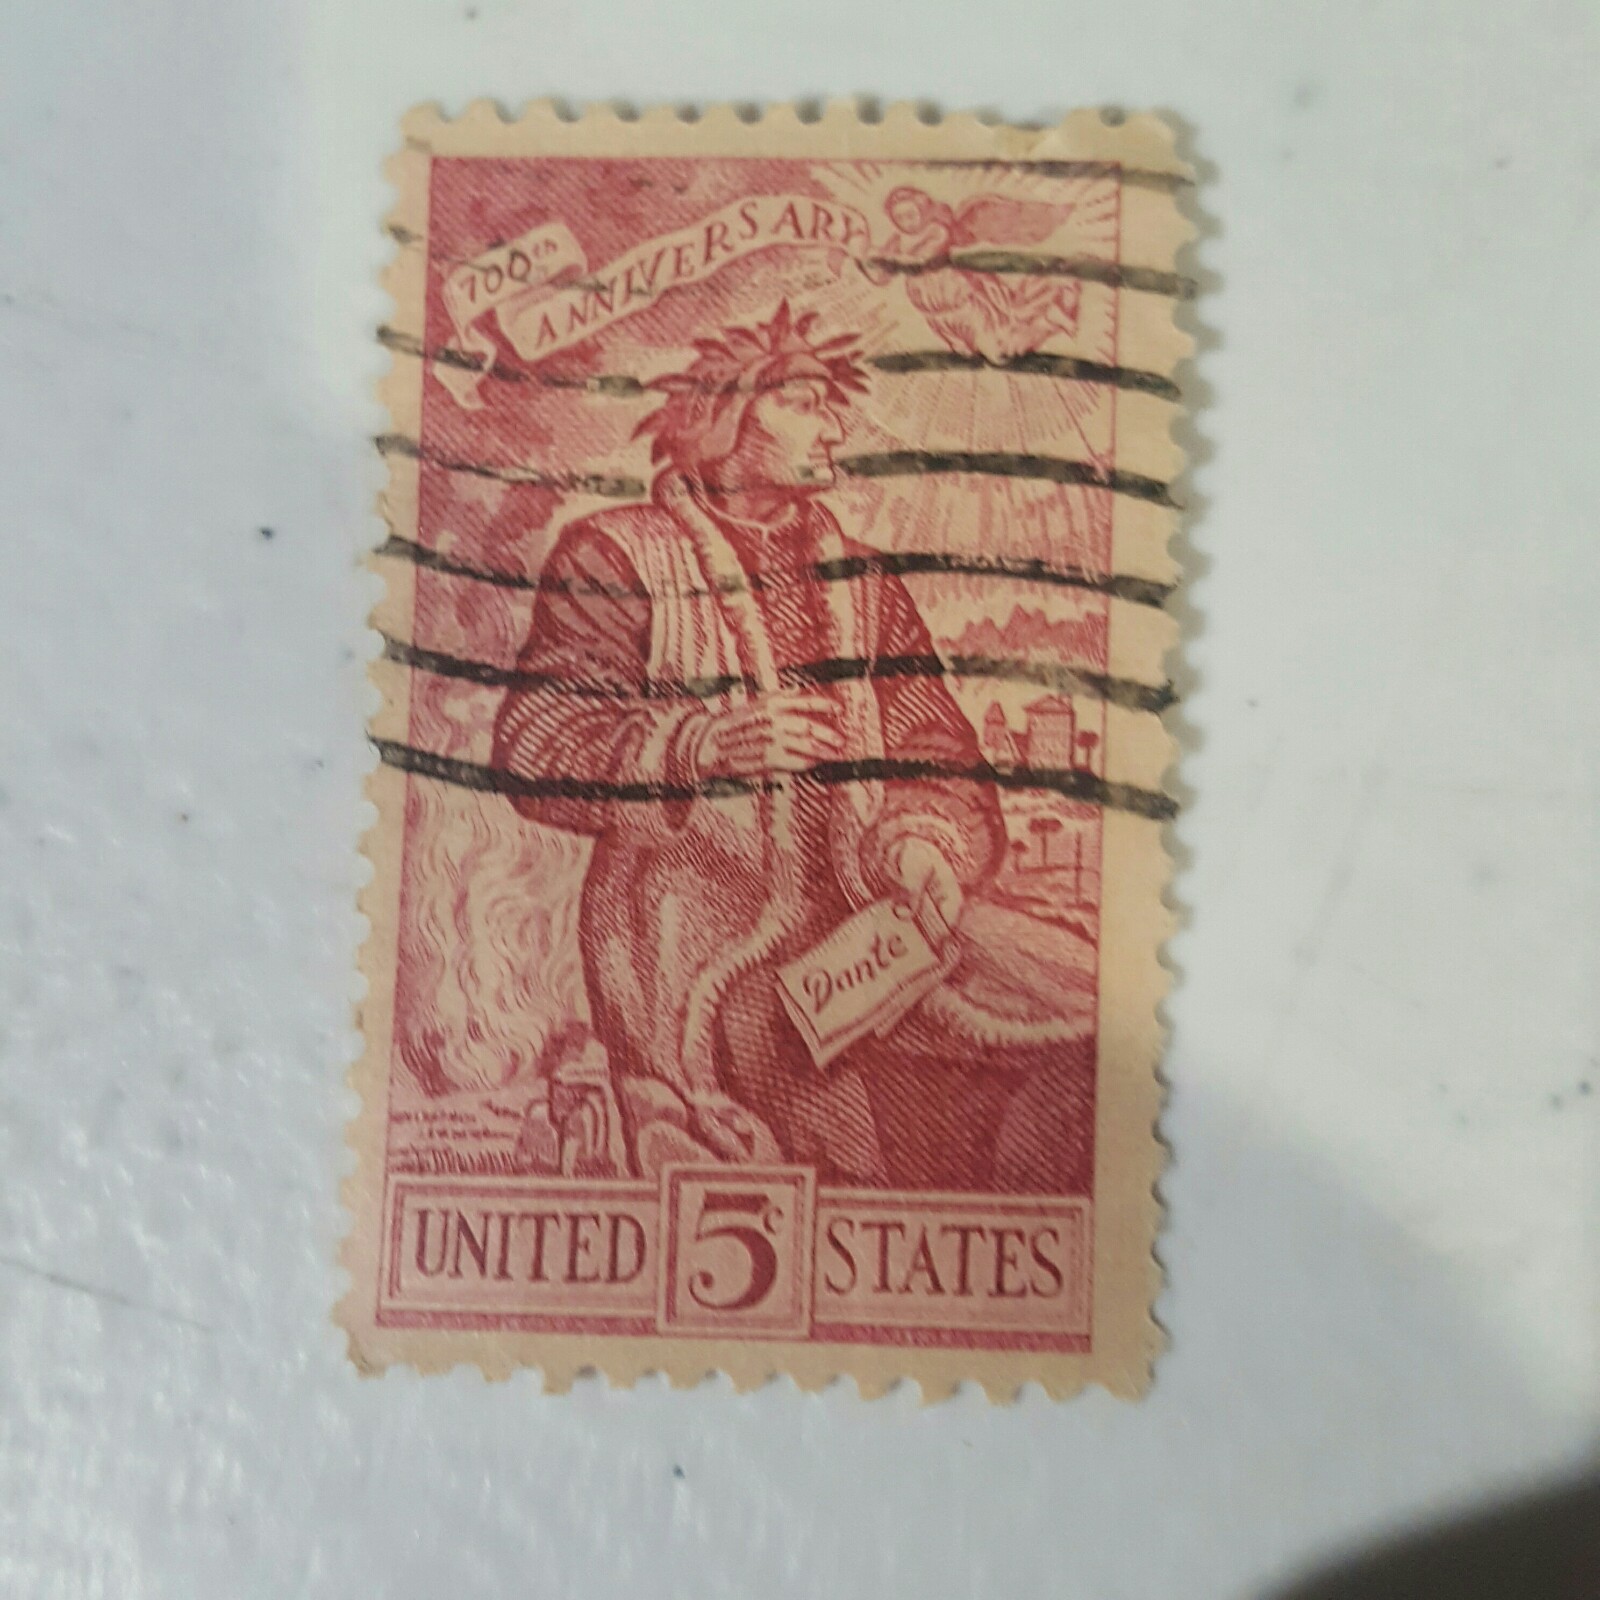 700th
ANNIVERSARY
Dante
UNITED 5c STATES